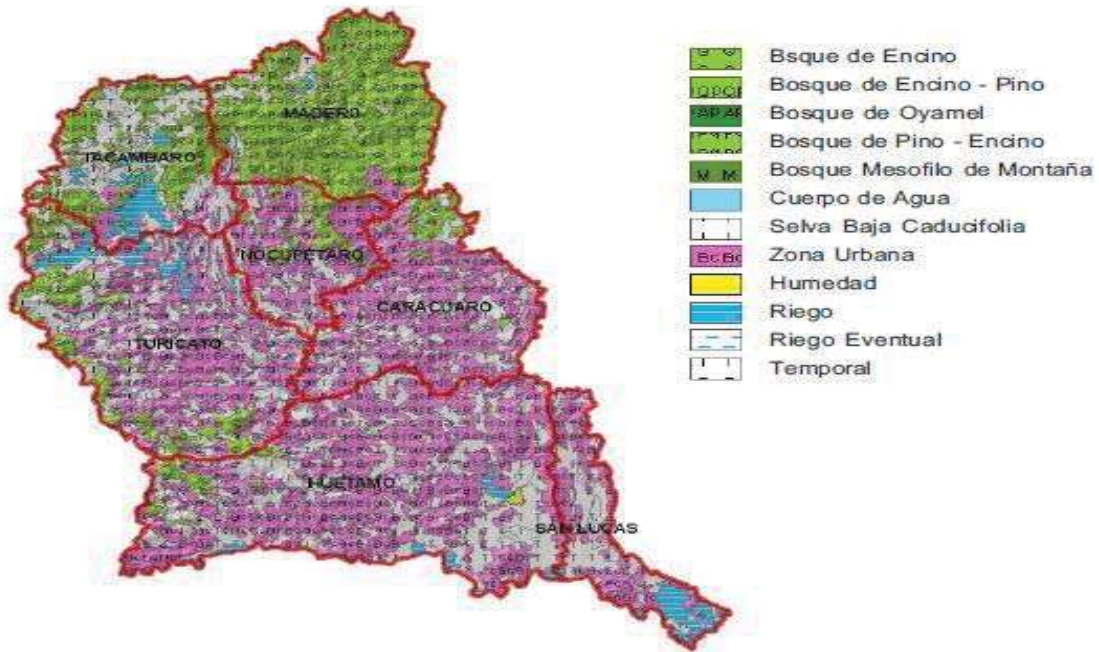 MADERO
TACAMBARO
NOCUPETARO
CARACUARO
TURICATO
HUETAMO
SAN LUCAS
Bsque de Encino
Bosque de Encino - Pino
Bosque de Oyamel
Bosque de Pino - Encino
M M Bosque Mesofilo de Montaña
Cuerpo de Agua
Selva Baja Caducifolia
Zona Urbana
Humedad
Riego
Riego Eventual
Temporal